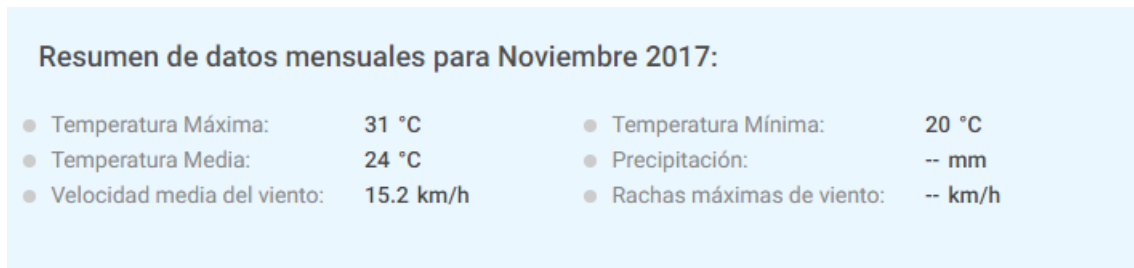 Resumen de datos mensuales para Noviembre 2017:
Temperatura Máxima: 31 °C Temperatura Mínima: 20 °C
Temperatura Media: 24 °C Precipitación: -- mm
Velocidad media del viento: 15.2 km/h Rachas máximas de viento: -- km/h